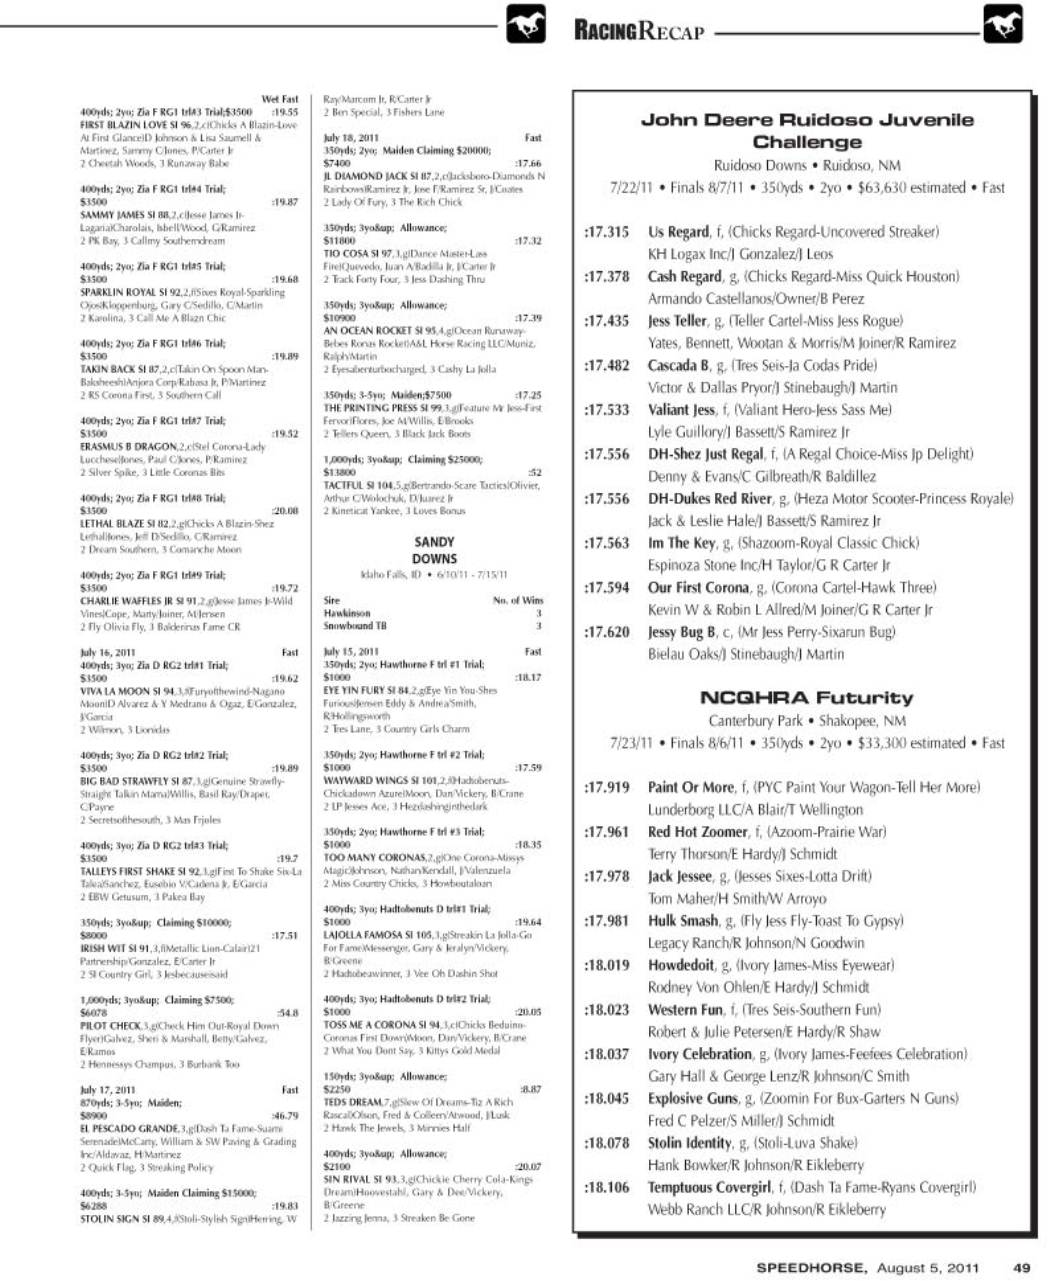 RACINGRECAP
Wet Fast
400yds; 2yo; Zia F RG1 trl#3 Trial;$3500 :19.55
FIRST BLAZIN LOVE SI 96,2,c(Chicks A Blazin-Love
At First Glance)D Johnson & Lisa Saumell &
Martinez, Sammy C/Jones, P/Carter Jr
2 Cheetah Woods, 3 Runaway Babe
400yds; 2yo; Zia F RG1 trl#4 Trial;
$3500 :19.87
SAMMY JAMES SI 88,2,c(Jesse James Jr-
Lagaria)Charolais, Isbell/Wood, G/Ramirez
2 PK Bay, 3 Callmy Southerndream
400yds; 2yo; Zia F RG1 trl#5 Trial;
$3500 :19.68
SPARKLIN ROYAL SI 92,2,f(Sixes Royal-Sparkling
Ojos)Kloppenburg, Gary C/Sedillo, C/Martin
2 Karolina, 3 Call Me A Blazn Chic
400yds; 2yo; Zia F RG1 trl#6 Trial;
$3500 :19.89
TAKIN BACK SI 87,2,c(Takin On Spoon Man-
Baksheesh)Anjora Corp/Rabasa Jr, P/Martinez
2 RS Corona First, 3 Southern Call
400yds; 2yo; Zia F RG1 trl#7 Trial;
$3500 :19.52
ERASMUS B DRAGON,2,c(Stel Corona-Lady
Lucchese)Jones, Paul C/Jones, P/Ramirez
2 Silver Spike, 3 Little Coronas Bits
400yds; 2yo; Zia F RG1 trl#8 Trial;
$3500 :20.08
LETHAL BLAZE SI 82,2,g(Chicks A Blazin-Shez
Lethal)Jones, Jeff D/Sedillo, C/Ramirez
2 Dream Southern, 3 Comanche Moon
400yds; 2yo; Zia F RG1 trl#9 Trial;
$3500 :19.72
CHARLIE WAFFLES JR SI 91,2,g(Jesse James Jr-Wild
Vines)Cope, Marty/Joiner, M/Jensen
2 Fly Olivia Fly, 3 Balderinas Fame CR
July 16, 2011 Fast
400yds; 3yo; Zia D RG2 trl#1 Trial;
$3500 :19.62
VIVA LA MOON SI 94,3,f(Furyofthewind-Nagano
Moon)D Alvarez & Y Medrano & Ogaz, E/Gonzalez,
J/Garcia
2 Wilmon, 3 Lionidas
400yds; 3yo; Zia D RG2 trl#2 Trial;
$3500 :19.89
BIG BAD STRAWFLY SI 87,3,g(Genuine Strawfly-
Straight Talkin Mama)Willis, Basil Ray/Draper,
C/Payne
2 Secretsofthesouth, 3 Mas Frjoles
400yds; 3yo; Zia D RG2 trl#3 Trial;
$3500 :19.7
TALLEYS FIRST SHAKE SI 92,3,g(First To Shake Six-La
Talea)Sanchez, Eusebio V/Cadena Jr, E/Garcia
2 EBW Getusum, 3 Pakea Bay
350yds; 3yo&up; Claiming $10000;
$8000 :17.51
IRISH WIT SI 91,3,f(Metallic Lion-Calair)21
Partnership/Gonzalez, E/Carter Jr
2 SI Country Girl, 3 Jesbecauseisaid
1,000yds; 3yo&up; Claiming $7500;
$6078 :54.8
PILOT CHECK,3,g(Check Him Out-Royal Down
Flyer)Galvez, Sheri & Marshall, Betty/Galvez,
E/Ramos
2 Hennessys Champus, 3 Burbank Too
July 17, 2011 Fast
870yds; 3-5yo; Maiden;
$8900 :46.79
EL PESCADO GRANDE,3,g(Dash Ta Fame-Suami
Serenade)McCarty, William & SW Paving & Grading
Inc/Aldavaz, H/Martinez
2 Quick Flag, 3 Streaking Policy
400yds; 3-5yo; Maiden Claiming $15000;
$6288 :19.83
STOLIN SIGN SI 89,4,f(Stoli-Stylish Sign)Herring, W
Ray/Marcom Jr, R/Carter Jr
2 Ben Special, 3 Fishers Lane
July 18, 2011 Fast
350yds; 2yo; Maiden Claiming $20000;
$7400 :17.66
JL DIAMOND JACK SI 87,2,c(Jacksboro-Diamonds N
Rainbows)Ramirez Jr, Jose F/Ramirez Sr, J/Coates
2 Lady Of Fury, 3 The Rich Chick
350yds; 3yo&up; Allowance;
$11800 :17.32
TIO COSA SI 97,3,g(Dance Master-Lass
Fire)Quevedo, Juan A/Badilla Jr, J/Carter Jr
2 Track Forty Four, 3 Jess Dashing Thru
350yds; 3yo&up; Allowance;
$10900 :17.39
AN OCEAN ROCKET SI 95,4,g(Ocean Runaway-
Bebes Ronas Rocket)A&L Horse Racing LLC/Muniz,
Ralph/Martin
2 Eyesabenturbocharged, 3 Cashy La Jolla
350yds; 3-5yo; Maiden;$7500 :17.25
THE PRINTING PRESS SI 99,3,g(Feature Mr Jess-First
Fervor)Flores, Joe M/Willis, E/Brooks
2 Tellers Queen, 3 Black Jack Boots
1,000yds; 3yo&up; Claiming $25000;
$13800 :52
TACTFUL SI 104,5,g(Bertrando-Scare Tactics)Olivier,
Arthur C/Wolochuk, D/Juarez Jr
2 Kineticat Yankee, 3 Loves Bonus
SANDY
DOWNS
Idaho Falls, ID • 6/10/11 - 7/15/11
Sire No. of Wins
Hawkinson 3
Snowbound TB 3
July 15, 2011 Fast
350yds; 2yo; Hawthorne F trl #1 Trial;
$1000 :18.17
EYE YIN FURY SI 84,2,g(Eye Yin You-Shes
Furious)Jensen Eddy & Andrea/Smith,
R/Hollingsworth
2 Tres Lane, 3 Country Girls Charm
350yds; 2yo; Hawthorne F trl #2 Trial;
$1000 :17.59
WAYWARD WINGS SI 101,2,f(Hadtobenuts-
Chickadown Azure)Moon, Dan/Vickery, B/Crane
2 LP Jesses Ace, 3 Hezdashinginthedark
350yds; 2yo; Hawthorne F trl #3 Trial;
$1000 :18.35
TOO MANY CORONAS,2,g(One Corona-Missys
Magic)Johnson, Nathan/Kendall, J/Valenzuela
2 Miss Country Chicks, 3 Howboutaloan
400yds; 3yo; Hadtobenuts D trl#1 Trial;
$1000 :19.64
LAJOLLA FAMOSA SI 105,3,g(Streakin La Jolla-Go
For Fame)Messenger, Gary & Jeralyn/Vickery,
B/Greene
2 Hadtobeawinner, 3 Vee Oh Dashin Shot
400yds; 3yo; Hadtobenuts D trl#2 Trial;
$1000 :20.05
TOSS ME A CORONA SI 94,3,c(Chicks Beduino-
Coronas First Down)Moon, Dan/Vickery, B/Crane
2 What You Dont Say, 3 Kittys Gold Medal
150yds; 3yo&up; Allowance;
$2250 :8.87
TEDS DREAM,7,g(Slew Of Dreams-Tiz A Rich
Rascal)Olson, Fred & Colleen/Atwood, J/Lusk
2 Hawk The Jewels, 3 Minnies Half
400yds; 3yo&up; Allowance;
$2100 :20.07
SIN RIVAL SI 93,3,g(Chickie Cherry Cola-Kings
Dream)Hoovestahl, Gary & Dee/Vickery,
B/Greene
2 Jazzing Jenna, 3 Streaken Be Gone
John Deere Ruidoso Juvenile
Challenge
Ruidoso Downs • Ruidoso, NM
7/22/11 • Finals 8/7/11 • 350yds • 2yo • $63,630 estimated • Fast
:17.315 Us Regard, f, (Chicks Regard-Uncovered Streaker)
KH Logax Inc/J Gonzalez/J Leos
:17.378 Cash Regard, g, (Chicks Regard-Miss Quick Houston)
Armando Castellanos/Owner/B Perez
:17.435 Jess Teller, g, (Teller Cartel-Miss Jess Rogue)
Yates, Bennett, Wootan & Morris/M Joiner/R Ramirez
:17.482 Cascada B, g, (Tres Seis-Ja Codas Pride)
Victor & Dallas Pryor/J Stinebaugh/J Martin
:17.533 Valiant Jess, f, (Valiant Hero-Jess Sass Me)
Lyle Guillory/J Bassett/S Ramirez Jr
:17.556 DH-Shez Just Regal, f, (A Regal Choice-Miss Jp Delight)
Denny & Evans/C Gilbreath/R Baldillez
:17.556 DH-Dukes Red River, g, (Heza Motor Scooter-Princess Royale)
Jack & Leslie Hale/J Bassett/S Ramirez Jr
:17.563 Im The Key, g, (Shazoom-Royal Classic Chick)
Espinoza Stone Inc/H Taylor/G R Carter Jr
:17.594 Our First Corona, g, (Corona Cartel-Hawk Three)
Kevin W & Robin L Allred/M Joiner/G R Carter Jr
:17.620 Jessy Bug B, c, (Mr Jess Perry-Sixarun Bug)
Bielau Oaks/J Stinebaugh/J Martin
NCQHRA Futurity
Canterbury Park • Shakopee, NM
7/23/11 • Finals 8/6/11 • 350yds • 2yo • $33,300 estimated • Fast
:17.919 Paint Or More, f, (PYC Paint Your Wagon-Tell Her More)
Lunderborg LLC/A Blair/T Wellington
:17.961 Red Hot Zoomer, f, (Azoom-Prairie War)
Terry Thorson/E Hardy/J Schmidt
:17.978 Jack Jessee, g, (Jesses Sixes-Lotta Drift)
Tom Maher/H Smith/W Arroyo
:17.981 Hulk Smash, g, (Fly Jess Fly-Toast To Gypsy)
Legacy Ranch/R Johnson/N Goodwin
:18.019 Howdedoit, g, (Ivory James-Miss Eyewear)
Rodney Von Ohlen/E Hardy/J Schmidt
:18.023 Western Fun, f, (Tres Seis-Southern Fun)
Robert & Julie Petersen/E Hardy/R Shaw
:18.037 Ivory Celebration, g, (Ivory James-Feefees Celebration)
Gary Hall & George Lenz/R Johnson/C Smith
:18.045 Explosive Guns, g, (Zoomin For Bux-Garters N Guns)
Fred C Pelzer/S Miller/J Schmidt
:18.078 Stolin Identity, g, (Stoli-Luva Shake)
Hank Bowker/R Johnson/R Eikleberry
:18.106 Temptuous Covergirl, f, (Dash Ta Fame-Ryans Covergirl)
Webb Ranch LLC/R Johnson/R Eikleberry
SPEEDHORSE, August 5, 2011 49